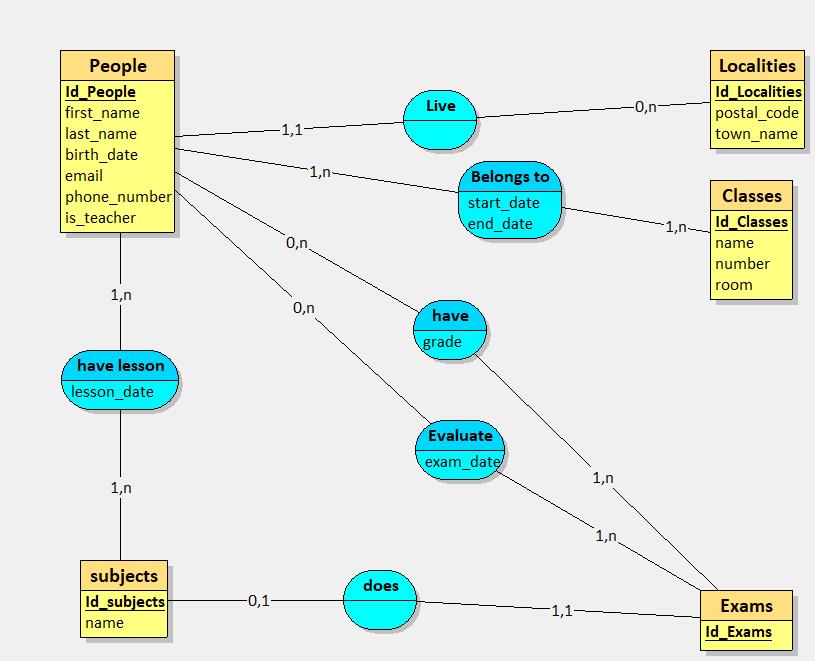 People
Id_People
first_name
last_name
birth_date
email
phone_number
is_teacher
1,1
Live
0,n
Localities
Id_Localities
postal_code
town_name
1,n
Belongs to
start_date
end_date
1,n
Classes
Id_Classes
name
number
room
0,n
have
grade
1,n
0,n
Evaluate
exam_date
1,n
1,n
have lesson
lesson_date
1,n
subjects
Id_subjects
name
0,1
does
1,1
Exams
Id_Exams